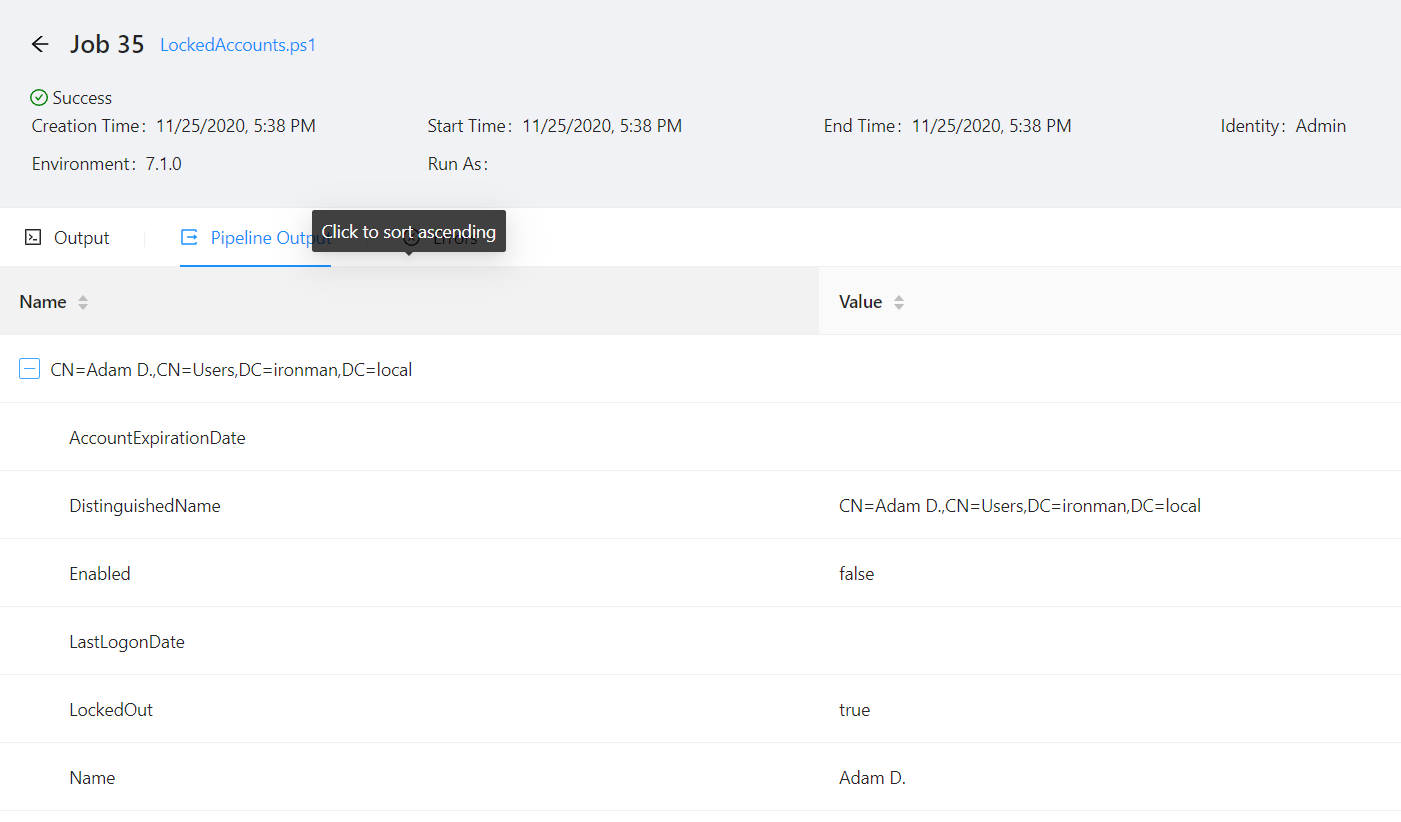 Job 35 LockedAccounts.ps1
Success
Creation Time: 11/25/2020, 5:38 PM Start Time: 11/25/2020, 5:38 PM End Time: 11/25/2020, 5:38 PM Identity: Admin
Environment: 7.1.0 Run As:
Click to sort ascending
Output Pipeline Output Errors
Name Value
CN=Adam D.,CN=Users,DC=ironman,DC=local
AccountExpirationDate
DistinguishedName CN=Adam D.,CN=Users,DC=ironman,DC=local
Enabled false
LastLogonDate
LockedOut true
Name Adam D.